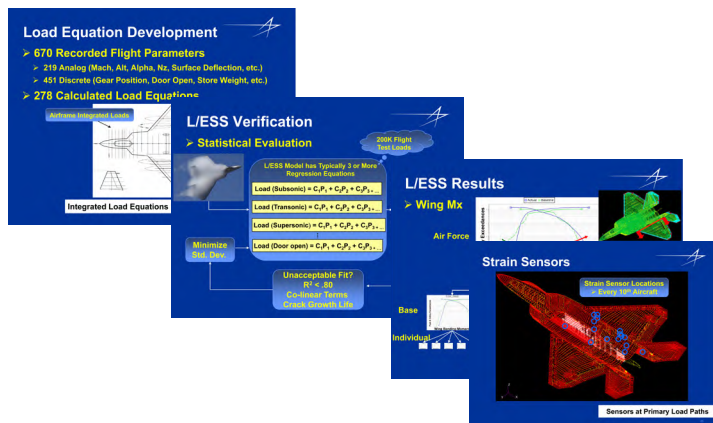 Load Equation Development
➢ 670 Recorded Flight Parameters
➢ 219 Analog (Mach, Alt, Alpha, Nz, Surface Deflection, etc.)
➢ 451 Discrete (Gear Position, Door Open, Store Weight, etc.)
➢ 278 Calculated Load Equations
Airframe Integrated Loads
Integrated Load Equations
L/ESS Verification
➢ Statistical Evaluation
200K Flight
Test Loads
L/ESS Model has Typically 3 or More
Regression Equations
Load (Subsonic) = C₁P₁ + C₂P₂ + C₃P₃ + ...
Load (Transonic) = C₁P₁ + C₂P₂ + C₃P₃ + ...
Load (Supersonic) = C₁P₁ + C₂P₂ + C₃P₃ + ...
Load (Door open) = C₁P₁ + C₂P₂ + C₃P₃ + ...
Minimize
Std. Dev.
Unacceptable Fit?
R² < .80
Co-linear Terms
Crack Growth Life
L/ESS Results
➢ Wing Mx
Air Force
Exceedances
Base
Individual
Strain Sensors
Strain Sensor Locations
➢ Every 10th Aircraft
Sensors at Primary Load Paths